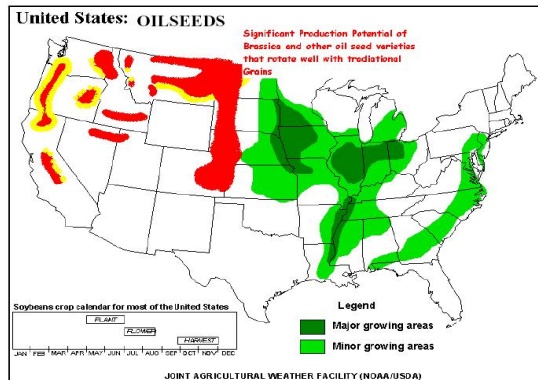 United States: OILSEEDS
Significant Production Potential of
Brassica and other oil seed varieties
that rotate well with tradiational
Grains
Soybeans crop calendar for most of the United States
PLANT
FLOWER
HARVEST
JAN FEB MAR APR MAY JUN JUL AUG SEP OCT NOV DEC
Legend
Major growing areas
Minor growing areas
JOINT AGRICULTURAL WEATHER FACILITY (NOAA/USDA)